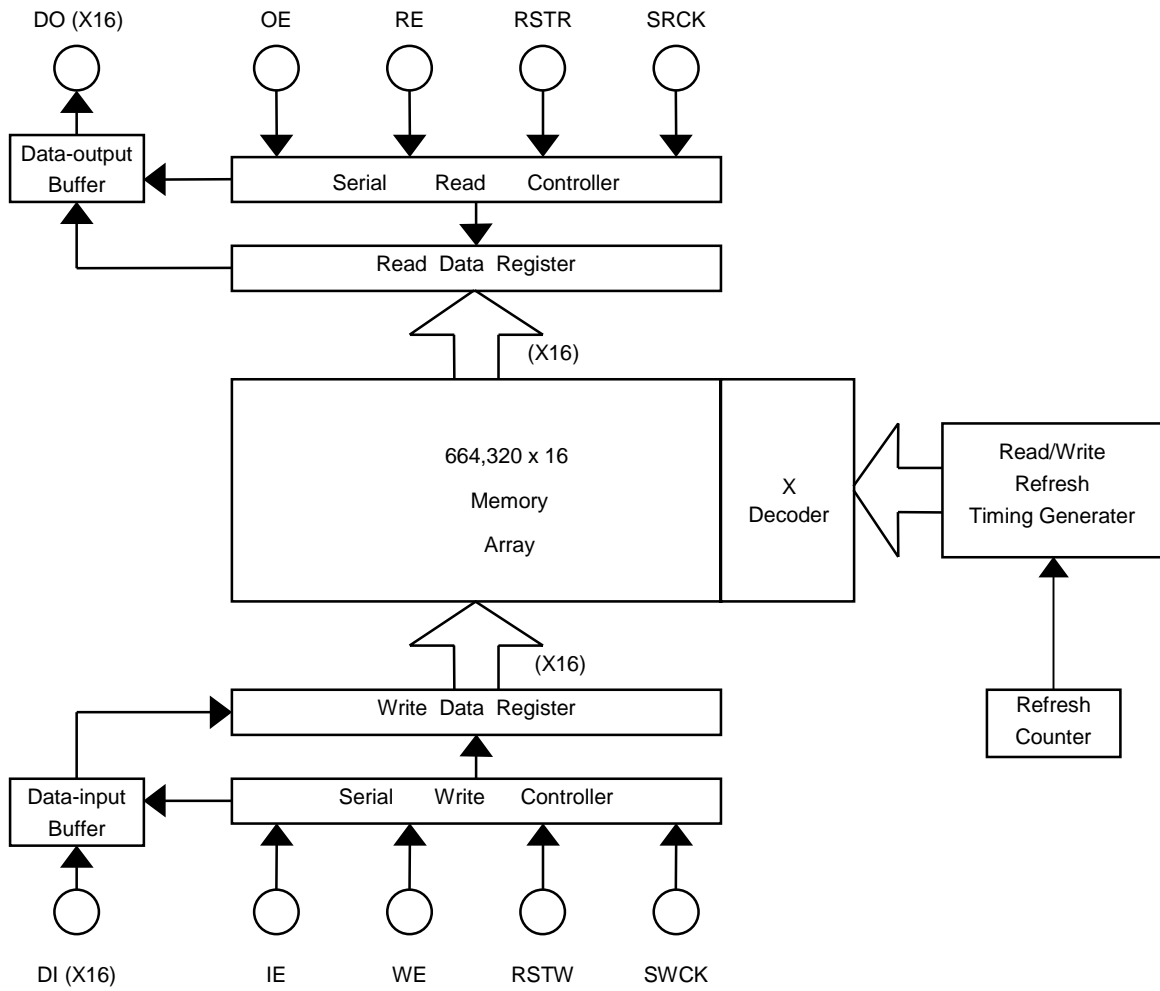 DO (X16)
OE
RE
RSTR
SRCK
Data-output
Buffer
Serial Read Controller
Read Data Register
(X16)
664,320 x 16
Memory
Array
X
Decoder
Read/Write
Refresh
Timing Generater
(X16)
Write Data Register
Refresh
Counter
Data-input
Buffer
Serial Write Controller
DI (X16)
IE
WE
RSTW
SWCK